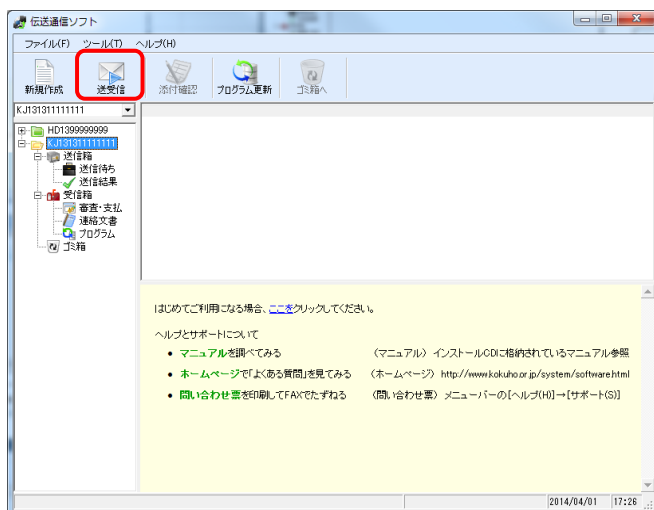 伝送通信ソフト
ファイル(F) ツール(T) ヘルプ(H)
新規作成 送受信 添付確認 プログラム更新 ゴミ箱へ
KJ131311111111
HD1399999999
KJ131311111111
送信箱
送信待ち
送信結果
受信箱
審査・支払
連絡文書
プログラム
ゴミ箱
はじめてご利用になる場合、ここをクリックしてください。
ヘルプとサポートについて
• マニュアルを調べてみる (マニュアル) インストールCDに格納されているマニュアル参照
• ホームページで「よくある質問」を見てみる (ホームページ) http://www.kokuho.or.jp/system/software.html
• 問い合わせ票を印刷してFAXでたずねる (問い合わせ票) メニューバーの[ヘルプ(H)]→[サポート(S)]
2014/04/01 17:26